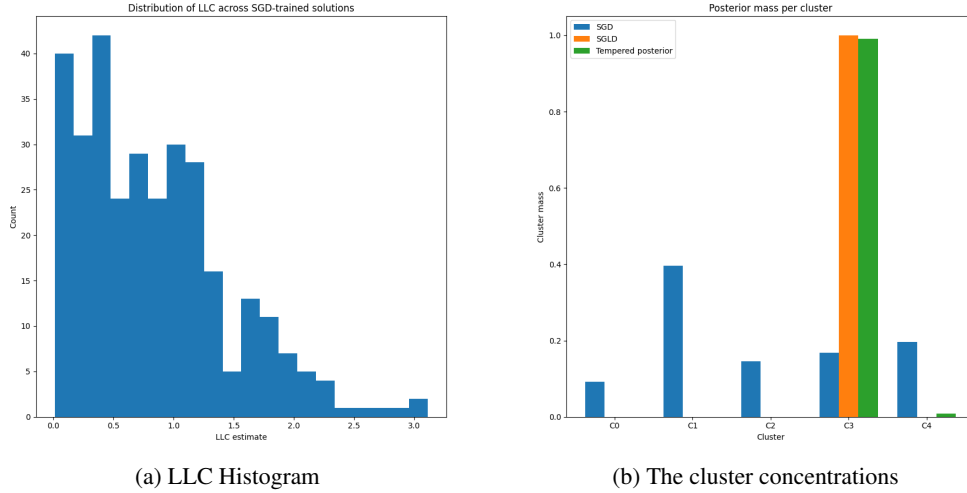 Distribution of LLC across SGD-trained solutions
Count
40
35
30
25
20
15
10
5
0
0.0 0.5 1.0 1.5 2.0 2.5 3.0
LLC estimate
(a) LLC Histogram
Posterior mass per cluster
SGD
SGLD
Tempered posterior
Cluster mass
1.0
0.8
0.6
0.4
0.2
0.0
C0 C1 C2 C3 C4
Cluster
(b) The cluster concentrations